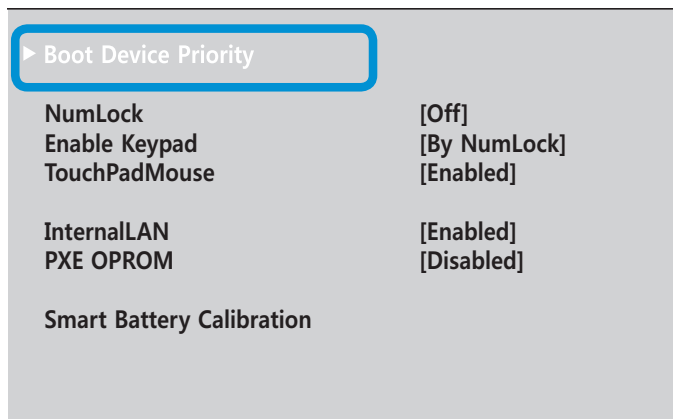 ▶ Boot Device Priority
NumLock [Off]
Enable Keypad [By NumLock]
TouchPadMouse [Enabled]
InternalLAN [Enabled]
PXE OPROM [Disabled]
Smart Battery Calibration